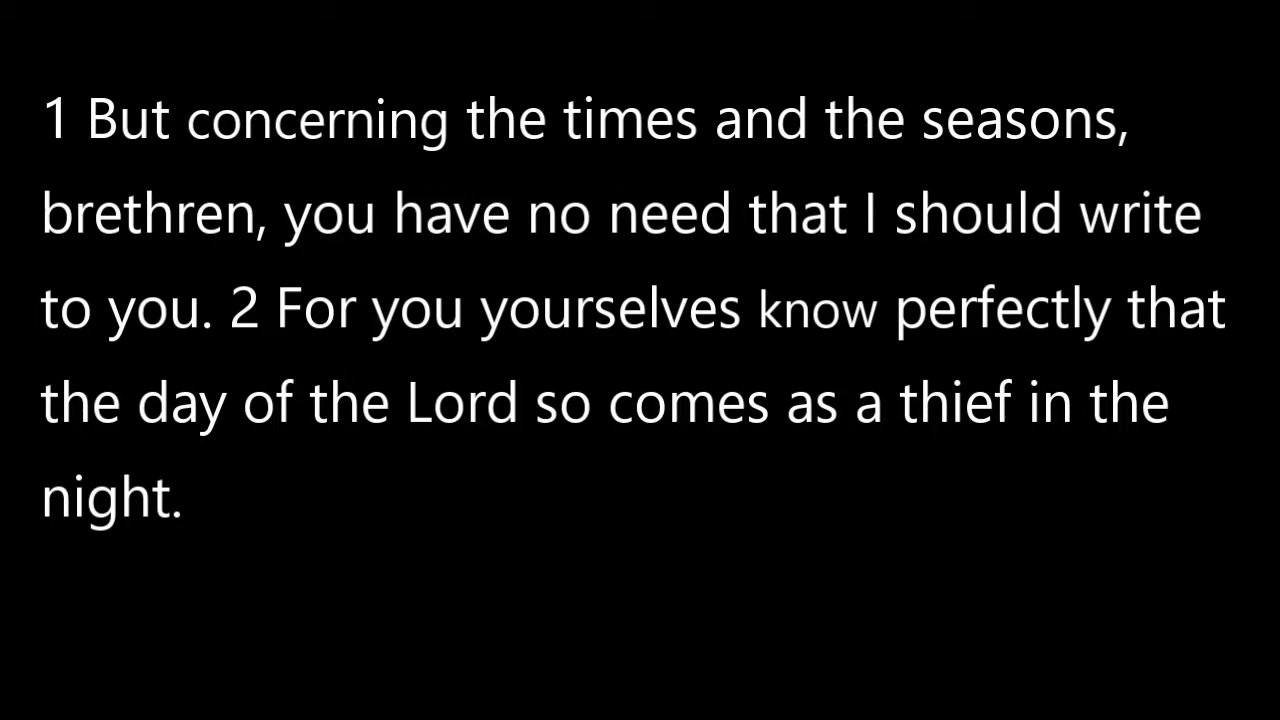 1 But concerning the times and the seasons,
brethren, you have no need that I should write
to you. 2 For you yourselves know perfectly that
the day of the Lord so comes as a thief in the
night.